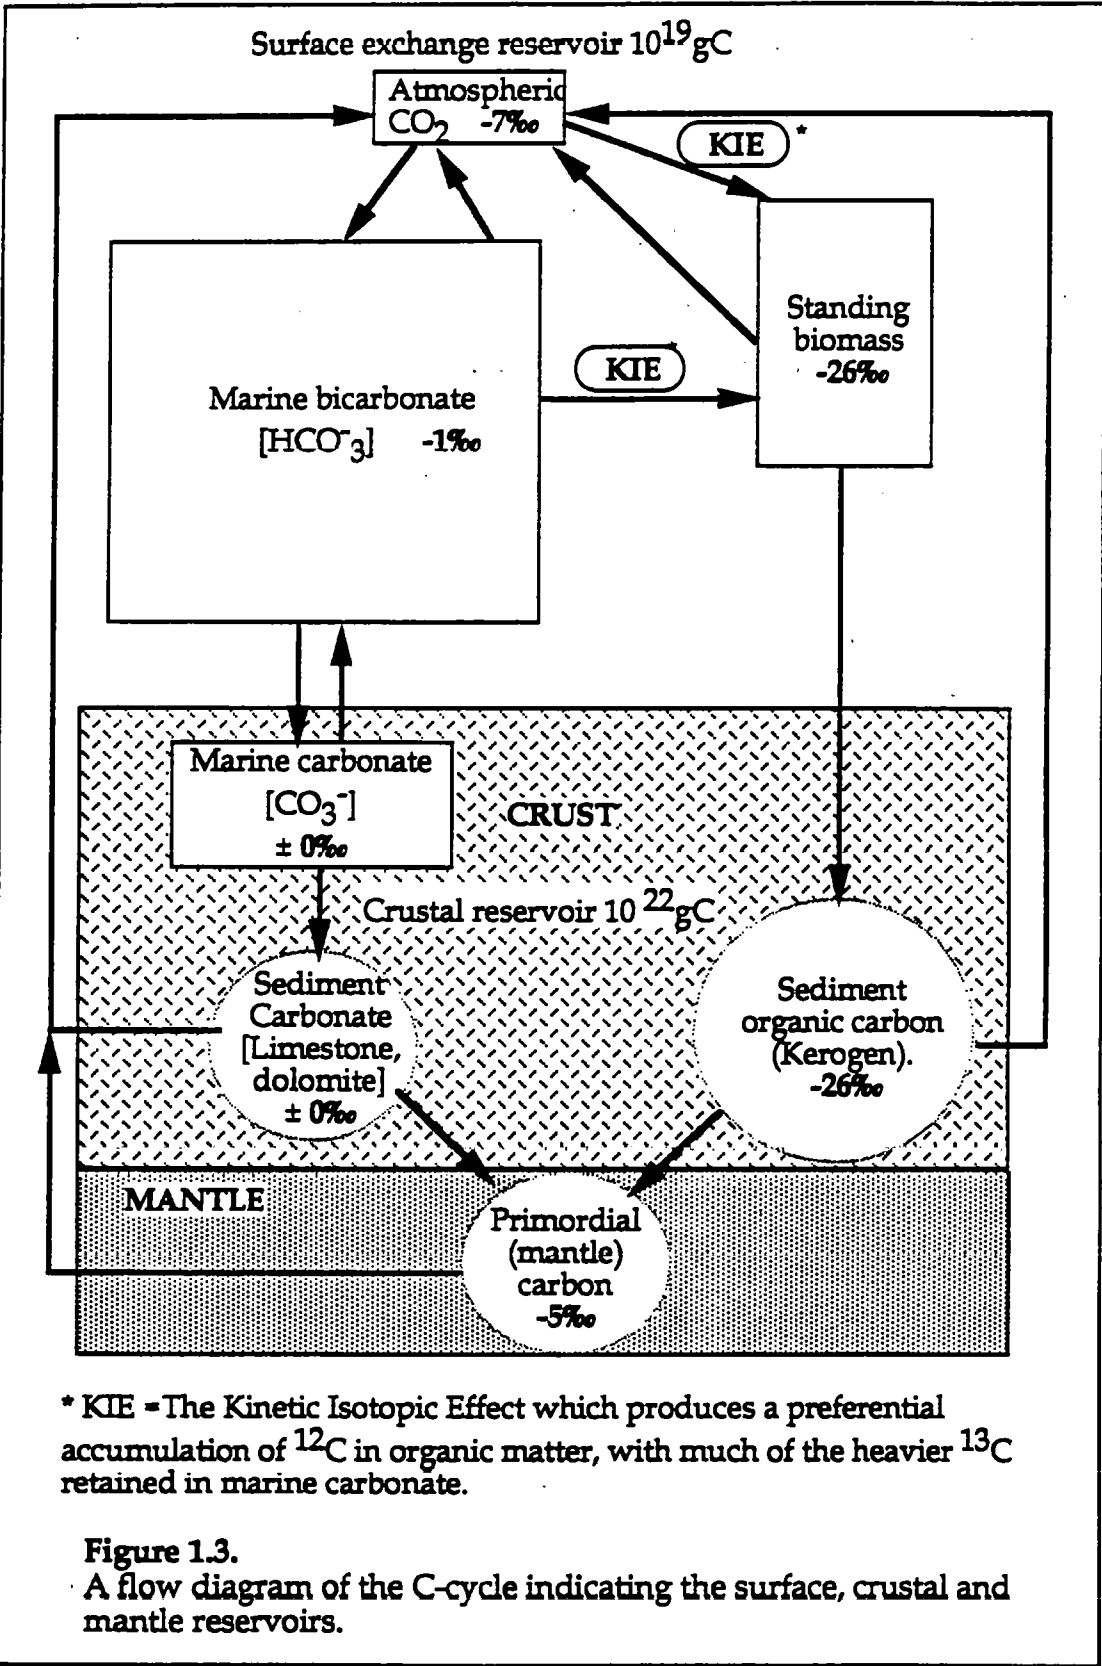 Surface exchange reservoir 10¹⁹gC
Atmospheric
CO₂ -7‰
KIE *
Standing
biomass
-26‰
KIE *
Marine bicarbonate
[HCO⁻₃] -1‰
Marine carbonate
[CO₃⁻]
± 0‰
CRUST
Crustal reservoir 10 ²²gC
Sediment
Carbonate
[Limestone,
dolomite]
± 0‰
Sediment
organic carbon
(Kerogen).
-26‰
MANTLE
Primordial
(mantle)
carbon
-5‰
* KIE =The Kinetic Isotopic Effect which produces a preferential
accumulation of ¹²C in organic matter, with much of the heavier ¹³C
retained in marine carbonate.
Figure 1.3.
A flow diagram of the C-cycle indicating the surface, crustal and
mantle reservoirs.